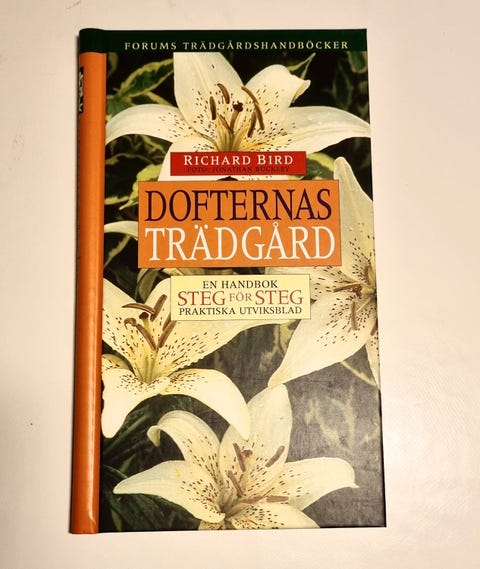 FORUMS TRÄDGÅRDSHANDBÖCKER
RICHARD BIRD
FOTO: JONATHAN BUCKLEY
DOFTERNAS
TRÄDGÅRD
EN HANDBOK
STEG FÖR STEG
PRAKTISKA UTVIKSBLAD